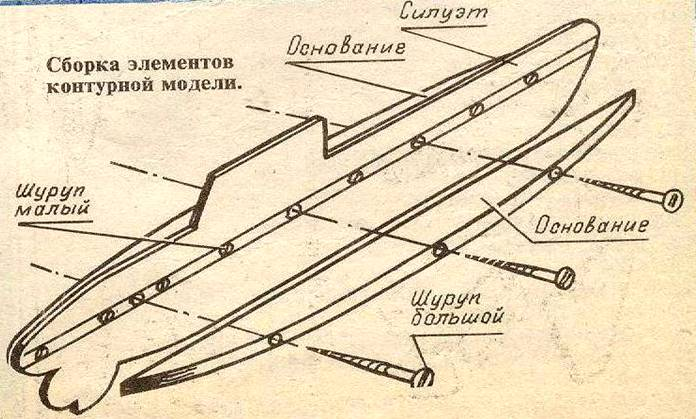 Силуэт
Основание
Сборка элементов
контурной модели.
Шуруп
малый
Основание
Шуруп
большой